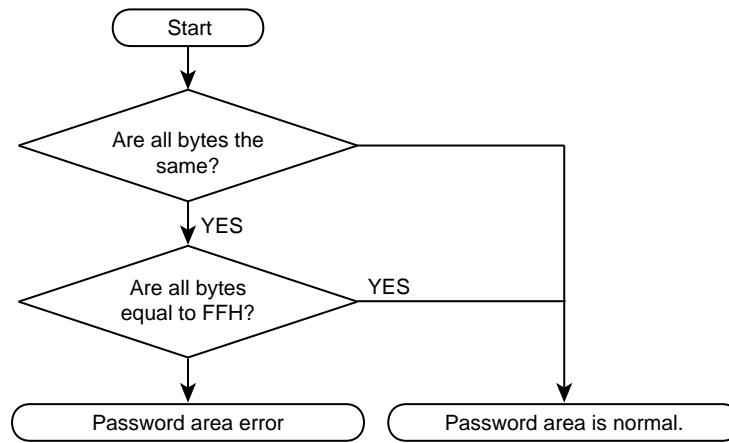 Start
Are all bytes the
same?
YES
Are all bytes
equal to FFH?
YES
Password area error
Password area is normal.